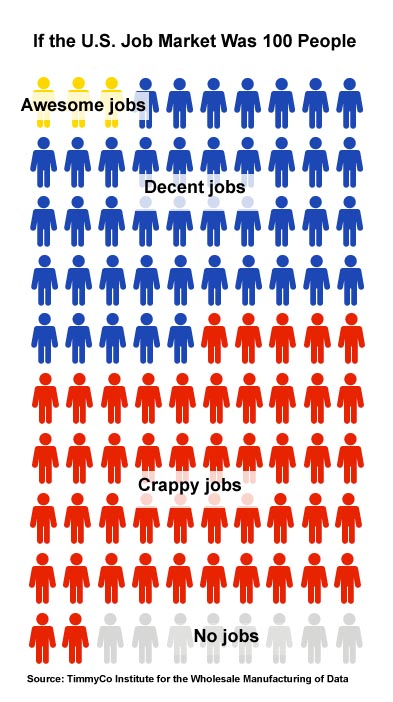 If the U.S. Job Market Was 100 People
Awesome jobs
Decent jobs
Crappy jobs
No jobs
Source: TimmyCo Institute for the Wholesale Manufacturing of Data